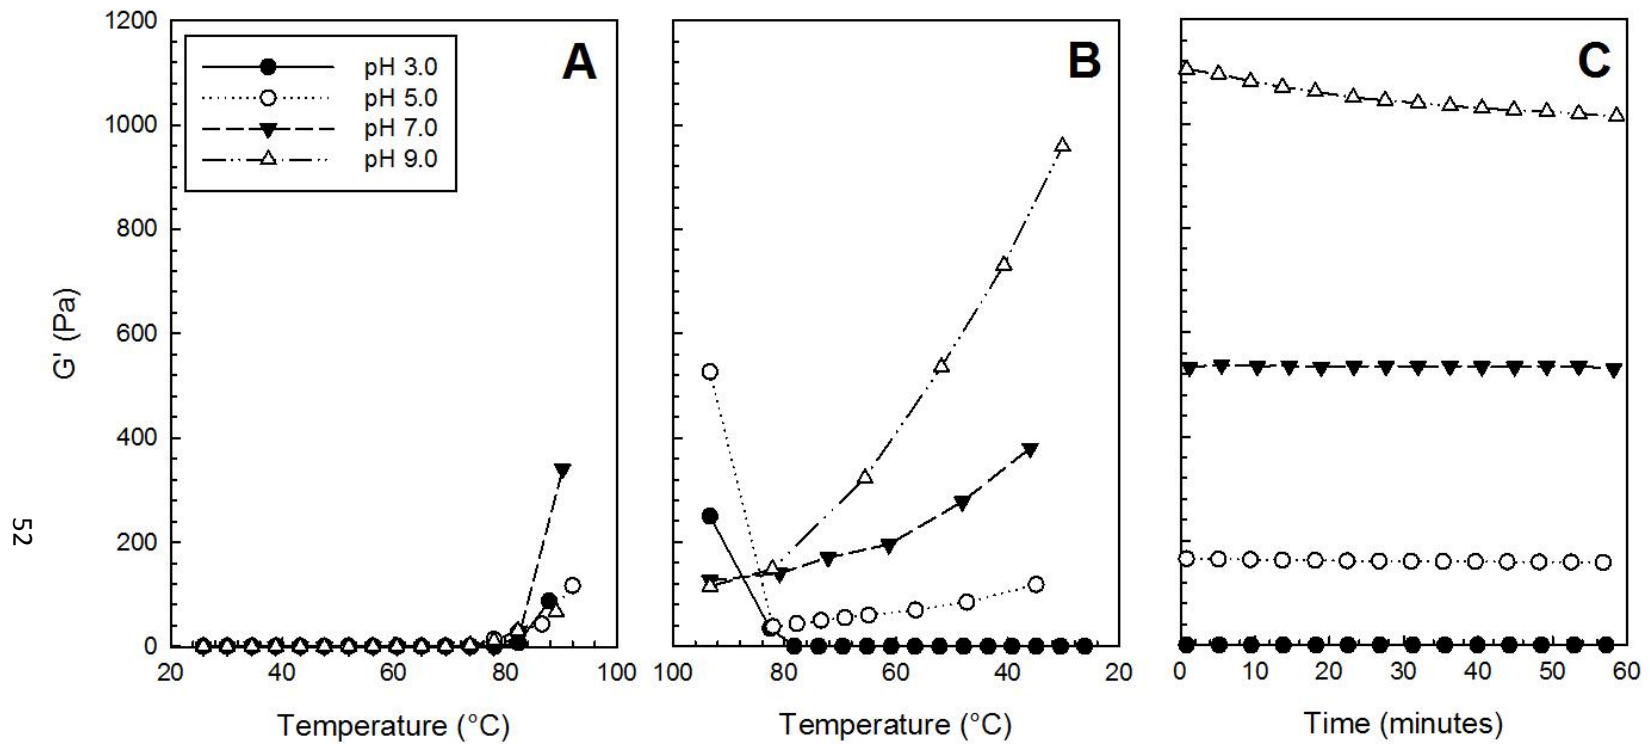 1200
1000
800
600
400
200
0
G' (Pa)
pH 3.0
pH 5.0
pH 7.0
pH 9.0
A
20 40 60 80 100
Temperature (°C)
B
100 80 60 40 20
Temperature (°C)
C
0 10 20 30 40 50 60
Time (minutes)
52